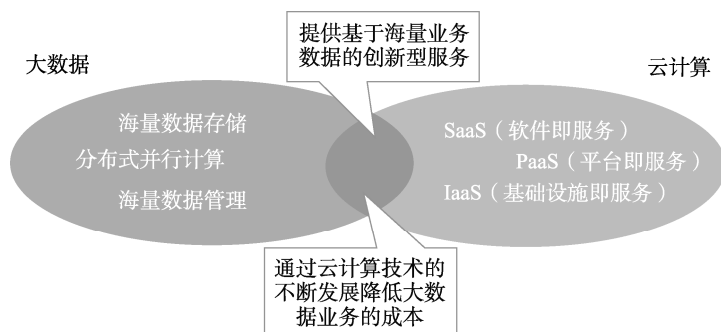 提供基于海量业务
数据的创新型服务
大数据
云计算
海量数据存储
分布式并行计算
海量数据管理
SaaS（软件即服务）
PaaS（平台即服务）
IaaS（基础设施即服务）
通过云计算技术的
不断发展降低大数
据业务的成本